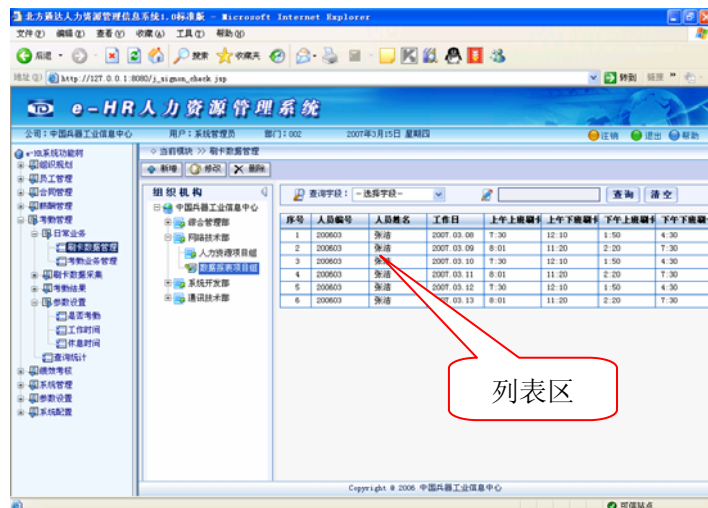 北方通达人力资源管理信息系统1.0标准版 - Microsoft Internet Explorer
文件(F) 编辑(E) 查看(V) 收藏(A) 工具(T) 帮助(H)
后退 搜索 收藏夹
地址(D) http://127.0.0.1:8080/j_signon_check.jsp 转到 链接 »
e-HR人力资源管理系统
公司:中国兵器工业信息中心 用户:系统管理员 部门:002 2007年3月15日 星期四 注销 退出 帮助
e-HR系统功能树
组织规划
员工管理
合同管理
薪酬管理
考勤管理
日常业务
刷卡数据管理
考勤业务管理
刷卡数据采集
考勤结果
参数设置
是否考勤
工作时间
休息时间
查询统计
绩效考核
系统管理
参数设置
系统配置
◇ 当前模块 >> 刷卡数据管理
新增 修改 删除
组织机构
中国兵器工业信息中心
综合管理部
网络技术部
人力资源项目组
数据报表项目组
系统开发部
通讯技术部
查询字段: -选择字段- 查询 清空
序号 人员编号 人员姓名 工作日 上午上班刷卡 上午下班刷卡 下午上班刷卡 下午下班刷
1 200603 张洁 2007.03.08 7:30 12:10 1:50 4:30
2 200603 张洁 2007.03.09 8:01 11:20 2:20 7:30
3 200603 张洁 2007.03.10 7:30 12:10 1:50 4:30
4 200603 张洁 2007.03.11 8:01 11:20 2:20 7:30
5 200603 张洁 2007.03.12 7:30 12:10 1:50 4:30
6 200603 张洁 2007.03.13 8:01 11:20 2:20 7:30
列表区
Copyright @ 2006 中国兵器工业信息中心
可信站点